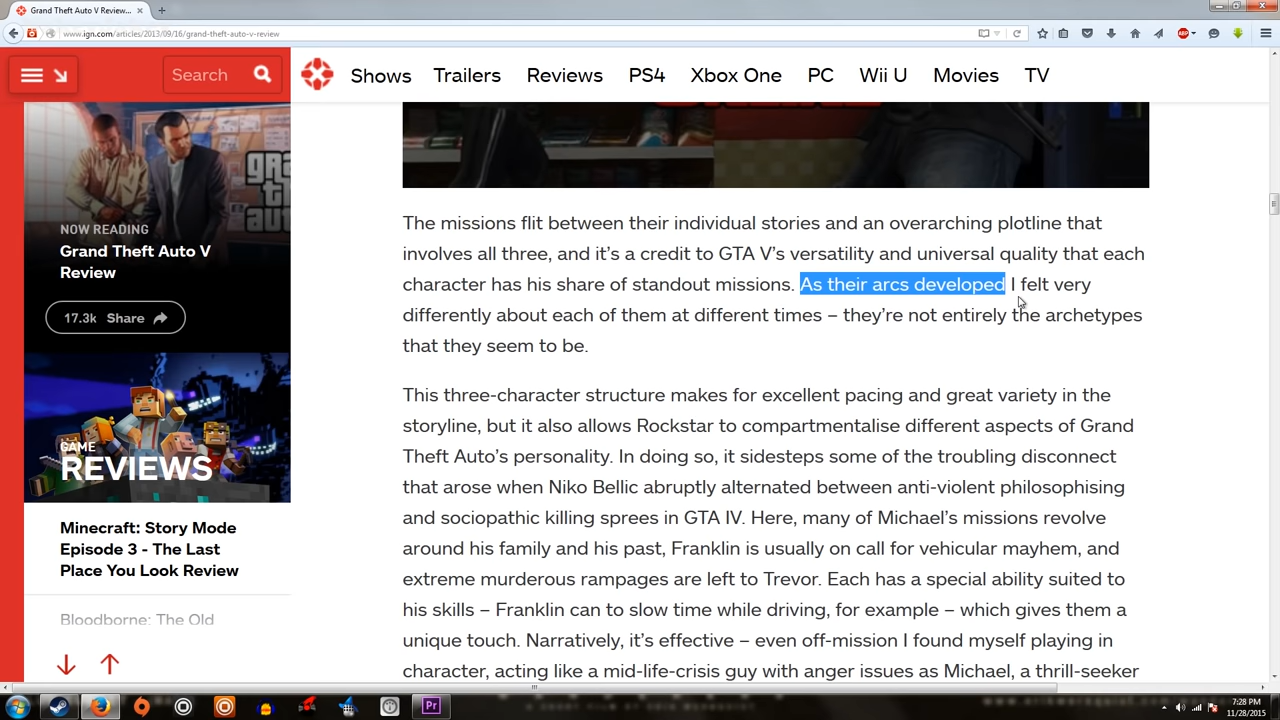 Grand Theft Auto V Review...
www.ign.com/articles/2013/09/16/grand-theft-auto-v-review
ABP
Search
Shows
Trailers
Reviews
PS4
Xbox One
PC
Wii U
Movies
TV
NOW READING
Grand Theft Auto V
Review
17.3k Share
GAME
REVIEWS
Minecraft: Story Mode
Episode 3 - The Last
Place You Look Review
Bloodborne: The Old
The missions flit between their individual stories and an overarching plotline that
involves all three, and it’s a credit to GTA V’s versatility and universal quality that each
character has his share of standout missions. As their arcs developed I felt very
differently about each of them at different times – they’re not entirely the archetypes
that they seem to be.
This three-character structure makes for excellent pacing and great variety in the
storyline, but it also allows Rockstar to compartmentalise different aspects of Grand
Theft Auto’s personality. In doing so, it sidesteps some of the troubling disconnect
that arose when Niko Bellic abruptly alternated between anti-violent philosophising
and sociopathic killing sprees in GTA IV. Here, many of Michael’s missions revolve
around his family and his past, Franklin is usually on call for vehicular mayhem, and
extreme murderous rampages are left to Trevor. Each has a special ability suited to
his skills – Franklin can to slow time while driving, for example – which gives them a
unique touch. Narratively, it’s effective – even off-mission I found myself playing in
character, acting like a mid-life-crisis guy with anger issues as Michael, a thrill-seeker
Pr
7:28 PM
11/28/2015